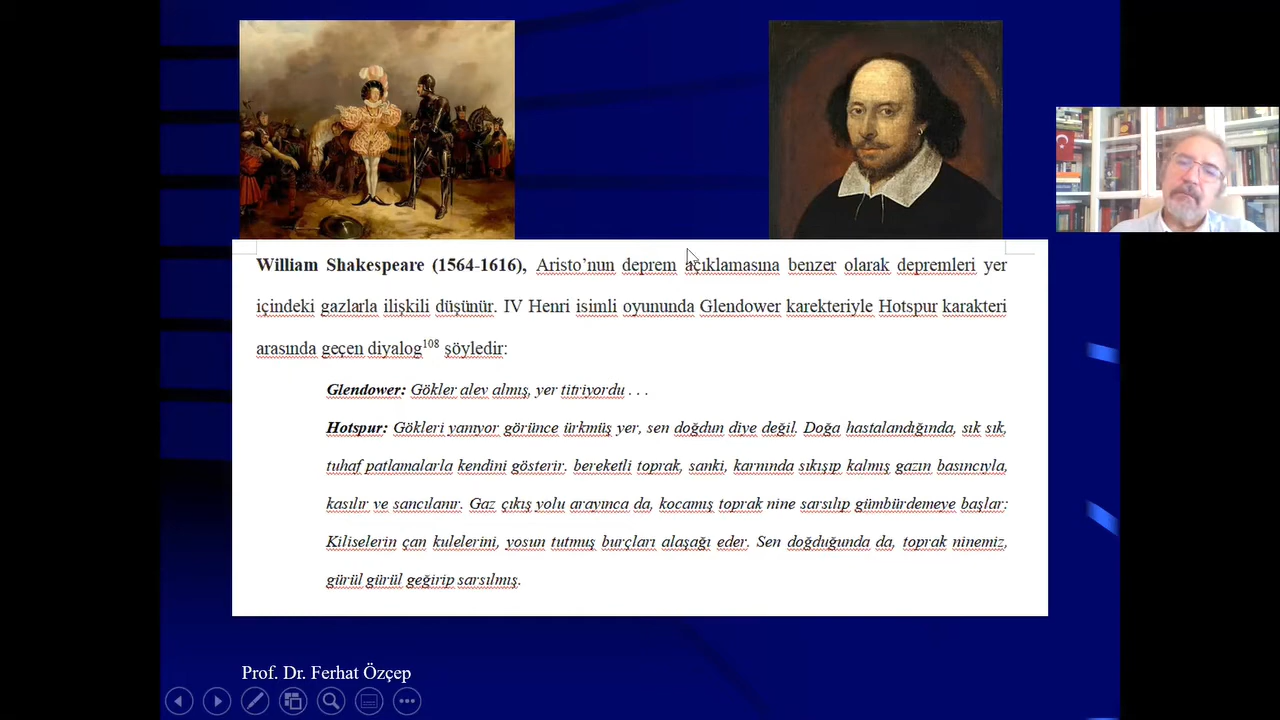 William Shakespeare (1564-1616), Aristo’nun deprem açıklamasına benzer olarak depremleri yer
içindeki gazlarla ilişkili düşünür. IV Henri isimli oyununda Glendower karekteriyle Hotspur karakteri
arasında geçen diyalog108 şöyledir:
Glendower: Gökler alev almış, yer titriyordu . . .
Hotspur: Gökleri yanıyor görünce ürkmüş yer, sen doğdun diye değil. Doğa hastalandığında, sık sık,
tuhaf patlamalarla kendini gösterir. bereketli toprak, sanki, karnında sıkışıp kalmış gazın basıncıyla,
kasılır ve sancılanır. Gaz çıkış yolu arayınca da, kocamış toprak nine sarsılıp gümbürdemeye başlar:
Kiliselerin çan kulelerini, yosun tutmuş burçları alaşağı eder. Sen doğduğunda da, toprak ninemiz,
gürül gürül geğirip sarsılmış.
Prof. Dr. Ferhat Özçep